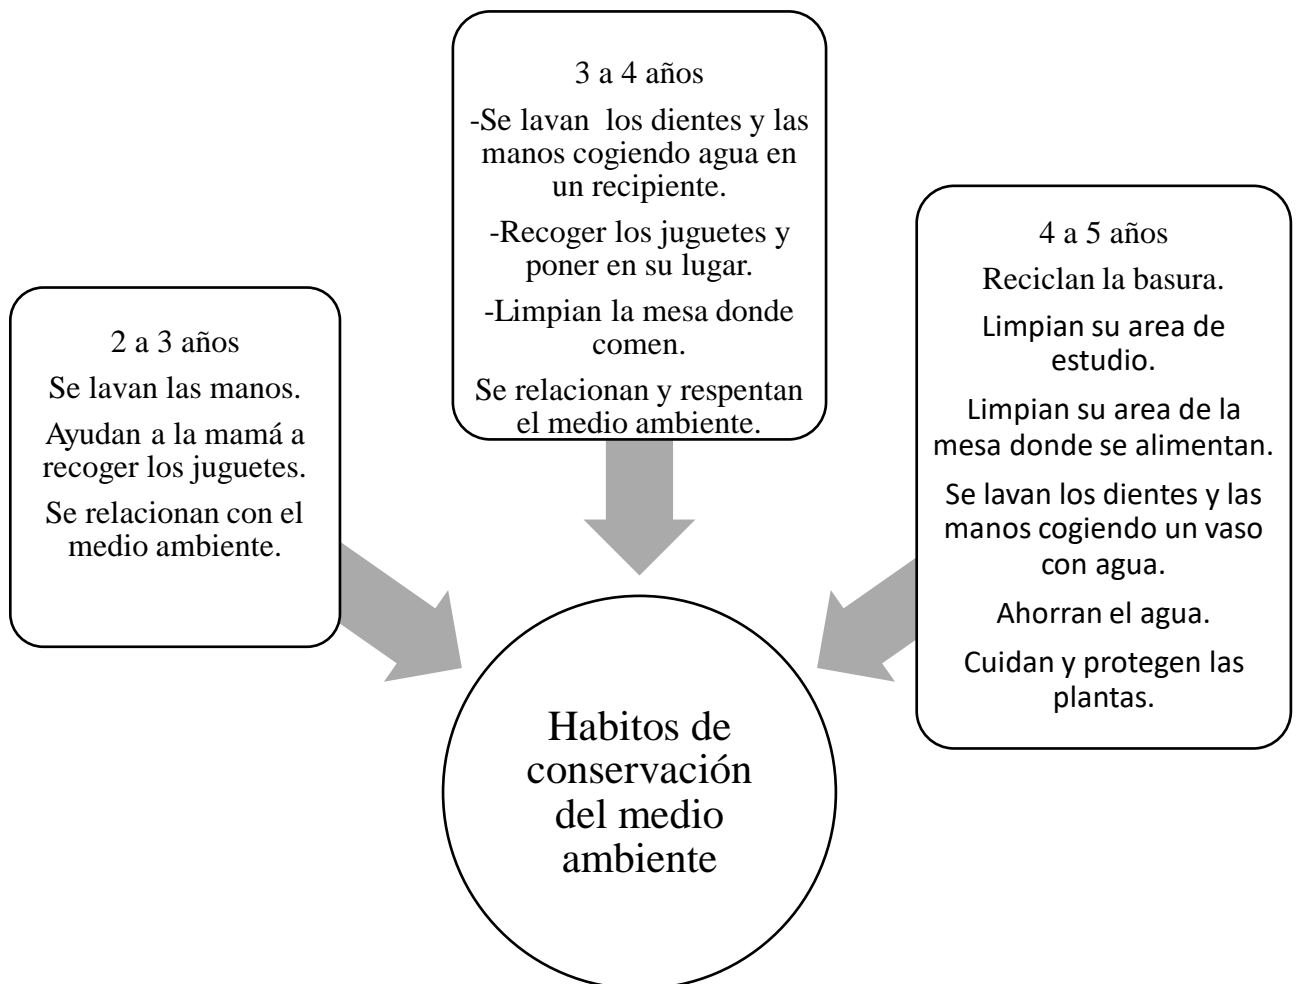 2 a 3 años
Se lavan las manos.
Ayudan a la mamá a
recoger los juguetes.
Se relacionan con el
medio ambiente.
3 a 4 años
-Se lavan  los dientes y las
manos cogiendo agua en
un recipiente.
-Recoger los juguetes y
poner en su lugar.
-Limpian la mesa donde
comen.
Se relacionan y respentan
el medio ambiente.
4 a 5 años
Reciclan la basura.
Limpian su area de
estudio.
Limpian su area de la
mesa donde se alimentan.
Se lavan los dientes y las
manos cogiendo un vaso
con agua.
Ahorran el agua.
Cuidan y protegen las
plantas.
Habitos de
conservación
del medio
ambiente